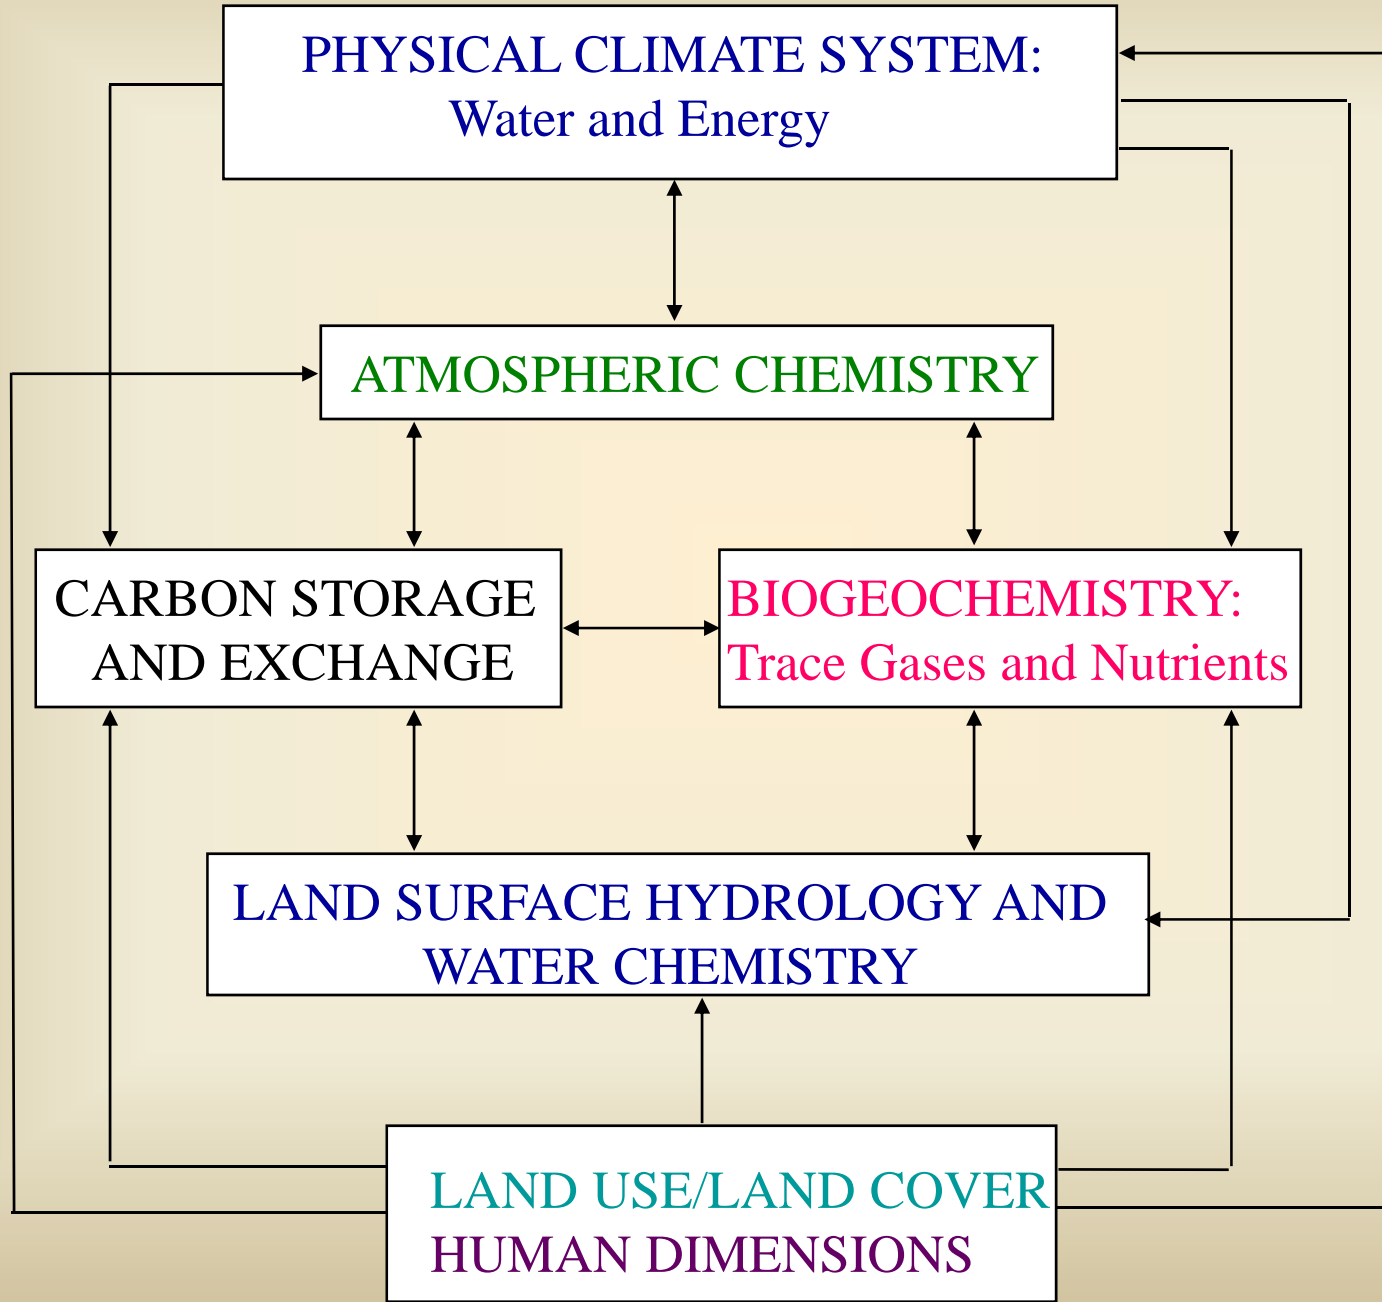 PHYSICAL CLIMATE SYSTEM:
Water and Energy
ATMOSPHERIC CHEMISTRY
CARBON STORAGE
AND EXCHANGE
BIOGEOCHEMISTRY:
Trace Gases and Nutrients
LAND SURFACE HYDROLOGY AND
WATER CHEMISTRY
LAND USE/LAND COVER
HUMAN DIMENSIONS